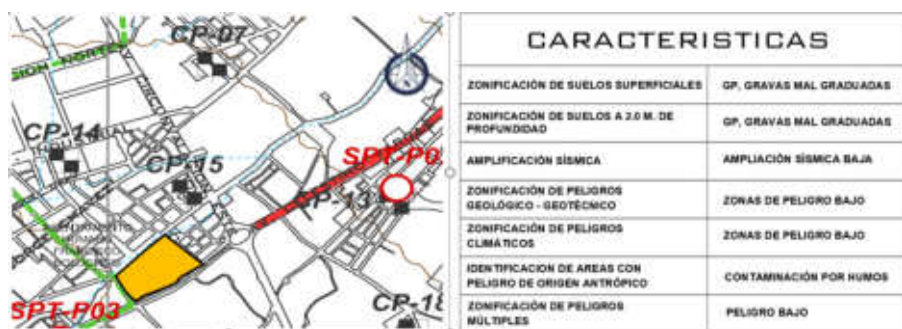 CP-07
CP-14
CP-15
CP-13
SPT-P03
CP-18
CARACTERISTICAS
ZONIFICACIÓN DE SUELOS SUPERFICIALES
GP, GRAVAS MAL GRADUADAS
ZONIFICACIÓN DE SUELOS A 2.0 M. DE
PROFUNDIDAD
GP, GRAVAS MAL GRADUADAS
AMPLIFICACIÓN SÍSMICA
AMPLIACIÓN SÍSMICA BAJA
ZONIFICACIÓN DE PELIGROS
GEOLÓGICO - GEOTÉCNICO
ZONAS DE PELIGRO BAJO
ZONIFICACIÓN DE PELIGROS
CLIMÁTICOS
ZONAS DE PELIGRO BAJO
IDENTIFICACION DE AREAS CON
PELIGRO DE ORIGEN ANTRÓPICO
CONTAMINACIÓN POR HUMOS
ZONIFICACIÓN DE PELIGROS
MÚLTIPLES
PELIGRO BAJO